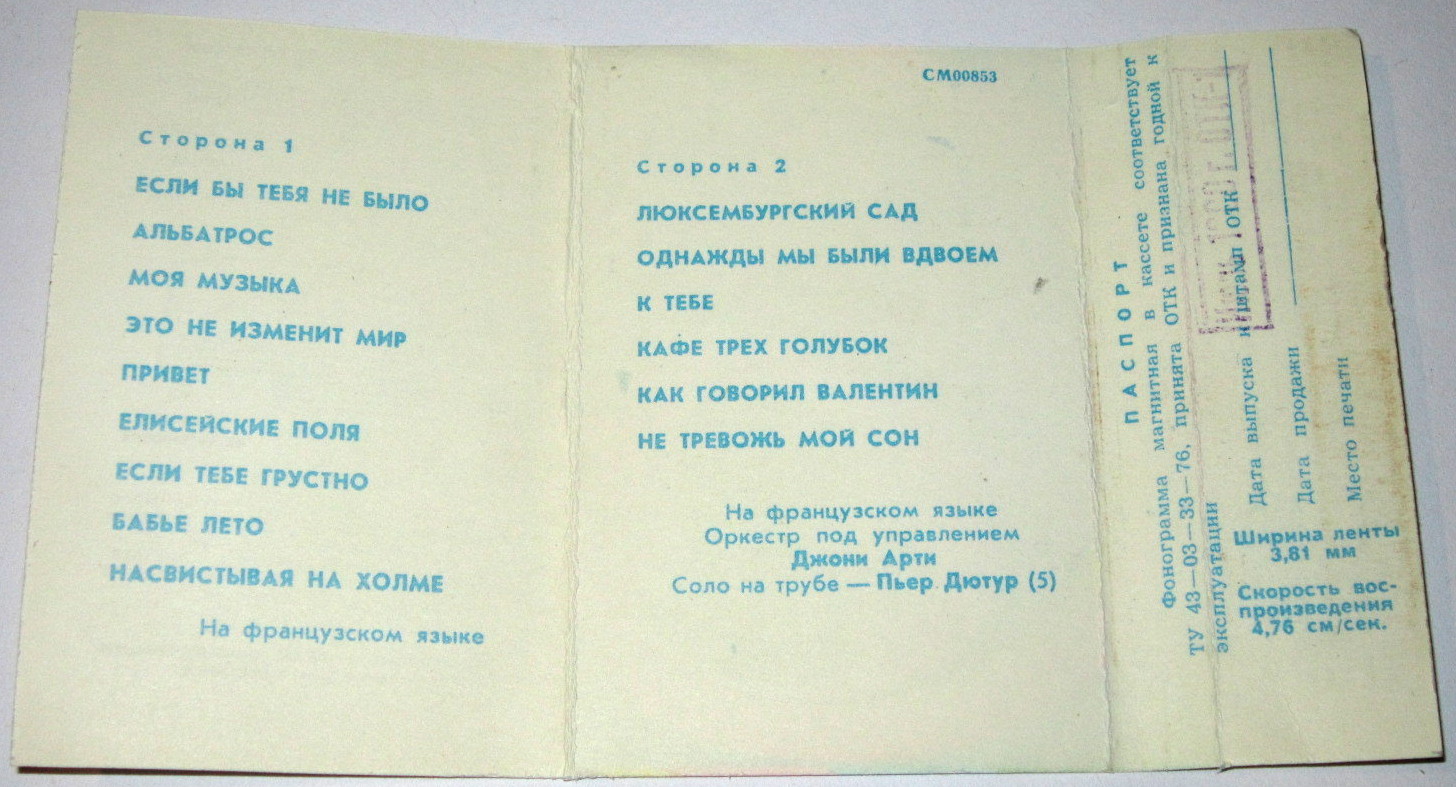 Сторона 1
ЕСЛИ БЫ ТЕБЯ НЕ БЫЛО
АЛЬБАТРОС
МОЯ МУЗЫКА
ЭТО НЕ ИЗМЕНИТ МИР
ПРИВЕТ
ЕЛИСЕЙСКИЕ ПОЛЯ
ЕСЛИ ТЕБЕ ГРУСТНО
БАБЬЕ ЛЕТО
НАСВИСТЫВАЯ НА ХОЛМЕ
На французском языке
СМ00853
Сторона 2
ЛЮКСЕМБУРГСКИЙ САД
ОДНАЖДЫ МЫ БЫЛИ ВДВОЕМ
К ТЕБЕ
КАФЕ ТРЕХ ГОЛУБОК
КАК ГОВОРИЛ ВАЛЕНТИН
НЕ ТРЕВОЖЬ МОЙ СОН
На французском языке
Оркестр под управлением
Джони Арти
Соло на трубе — Пьер Дютур (5)
ПАСПОРТ
Фонограмма магнитная в кассете соответствует
ТУ 43—03—33—76, принята ОТК и признана годной к
эксплуатации
Дата выпуска и штамп ОТК
Дата продажи
Место печати
Ширина ленты
3,81 мм
Скорость вос-
произведения
4,76 см/сек.